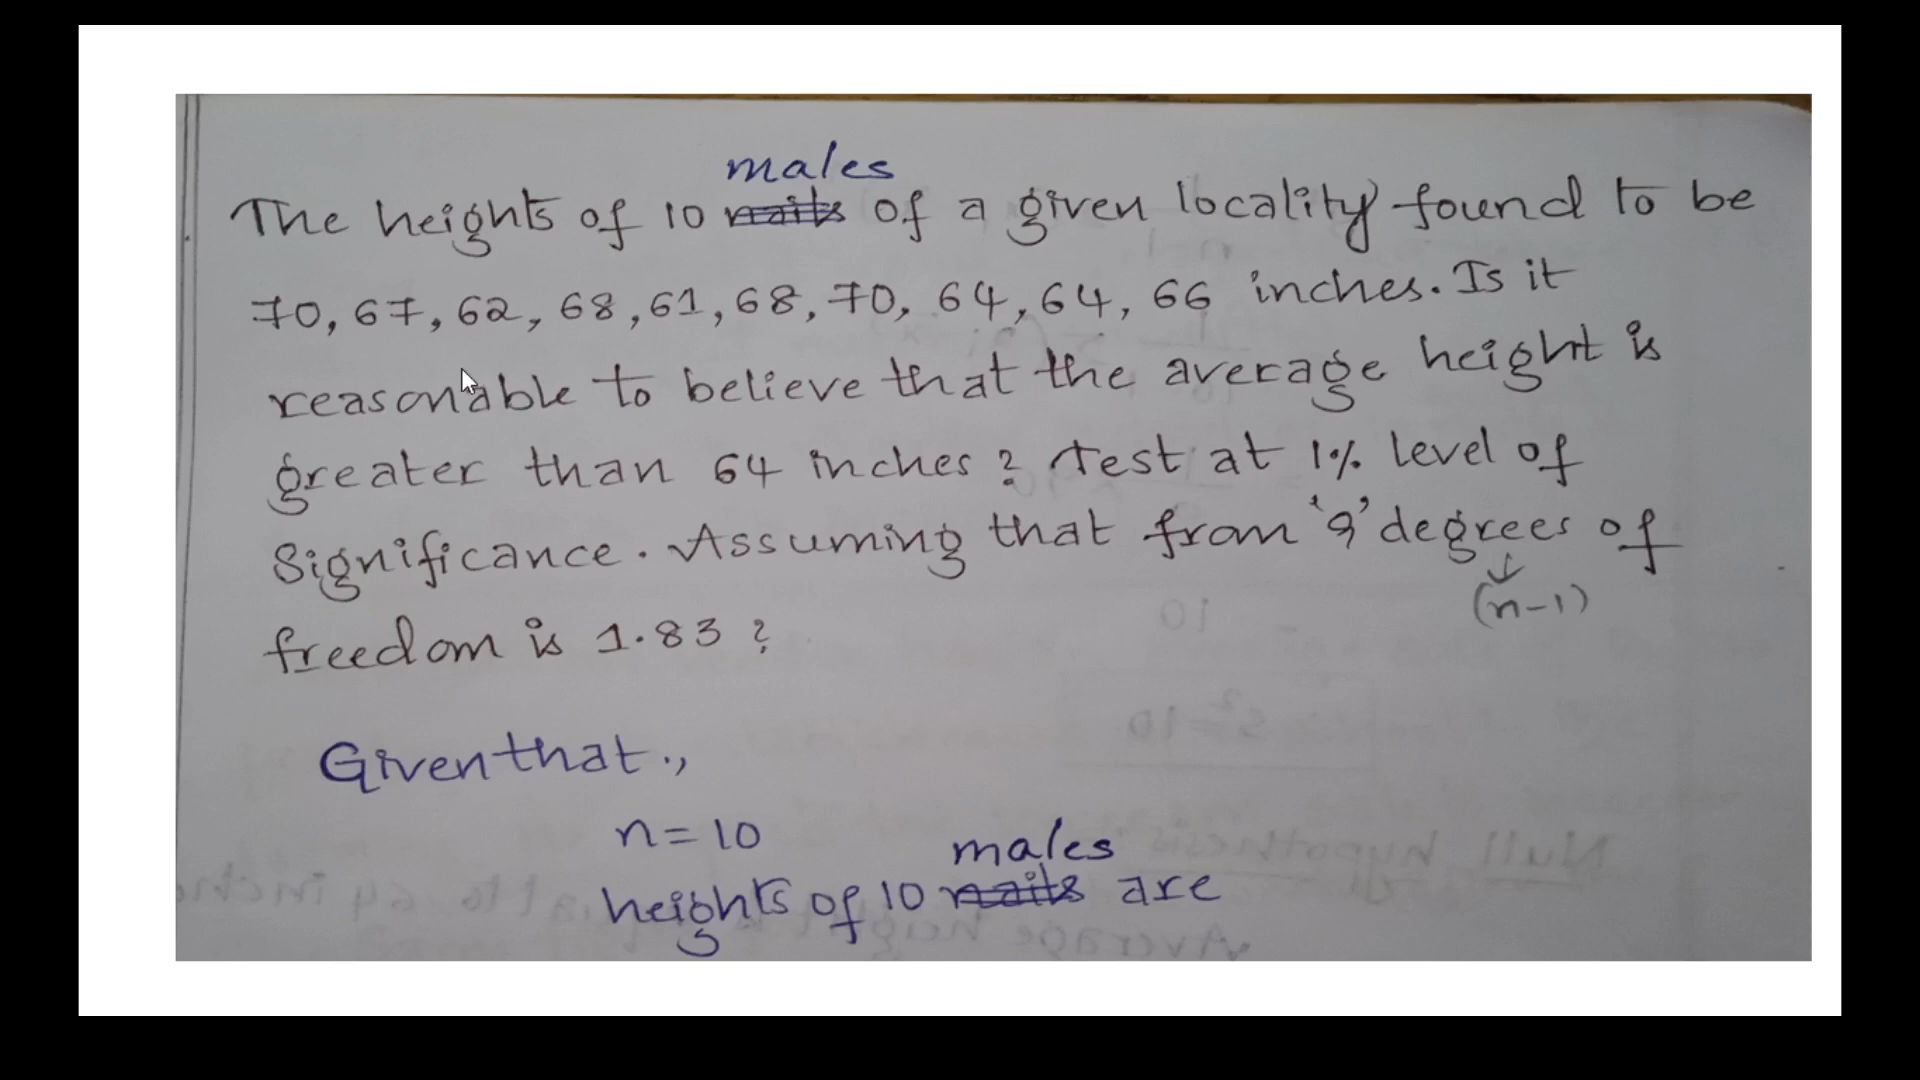 males
The heights of 10 of a given locality found to be
70, 67, 62, 68, 61, 68, 70, 64, 64, 66 inches. Is it
reasonable to believe that the average height is
greater than 64 inches? Test at 1% level of
Significance. Assuming that from '9' degrees of
(n-1)
freedom is 1.83?
Given that.,
n=10
males
heights of 10 are